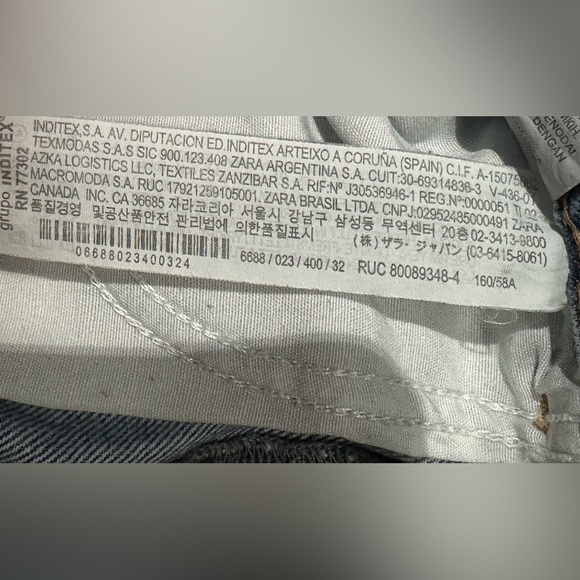 grupo INDITEX
RN 77302
INDITEX,S.A. AV. DIPUTACION ED.INDITEX ARTEIXO A CORUÑA (SPAIN) C.I.F. A-15075
TEXMODAS S.A.S SIC 900.123.408 ZARA ARGENTINA S.A. CUIT:30-69314836-3 V-436-0
AZKA LOGISTICS LLC, TEXTILES ZANZIBAR S.A. RIF:Nº J30536946-1 REG.Nº:0000051
MACROMODA S.A. RUC 17921259105001. ZARA BRASIL LTDA. CNPJ:02952485000491 ZARA
CANADA INC. CA 36685 자라코리아 서울시 강남구 삼성동 무역센터 20층 02-3413-9800
품질경영 및공산품안전 관리법에 의한품질표시 (株) ザラ・ジャパン (03-6415-8061)
06688023400324
6688 / 023 / 400 / 32 RUC 80089348-4 160/58A
ENODAI
DENGAN